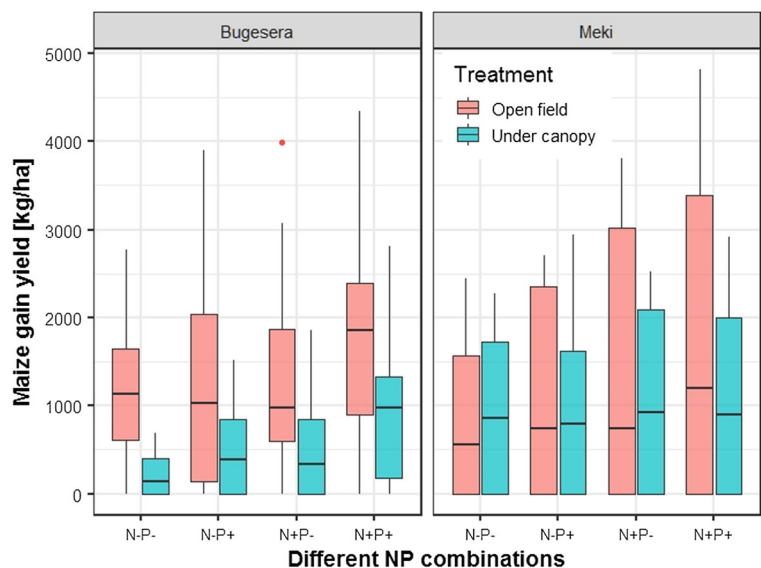 Bugesera
Meki
5000
4000
3000
2000
1000
0
Maize gain yield [kg/ha]
Treatment
Open field
Under canopy
N-P- N-P+ N+P- N+P+
N-P- N-P+ N+P- N+P+
Different NP combinations